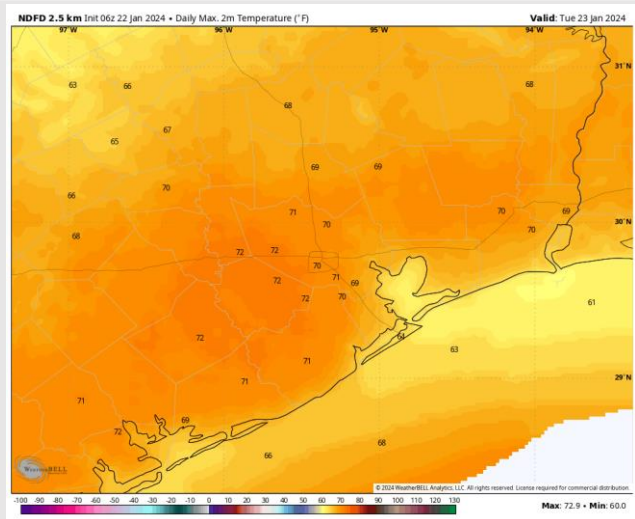 NDFD 2.5 km Init 06z 22 Jan 2024 • Daily Max. 2m Temperature (°F) Valid: Tue 23 Jan 2024
97°W 96°W 95°W 94°W
31°N
63 66 68
68
67
65
69 69
70
66
71 70 69
70 70
68
30°N
72 72
70
71
72 69
72 70
61
72 64
63
71
29°N
71
71
69
72
68
66
WEATHERBELL
© 2024 WeatherBELL Analytics, LLC. All rights reserved. License required for commercial distribution.
-100 -90 -80 -70 -60 -50 -40 -30 -20 -10 0 10 20 30 40 50 60 70 80 90 100 110 120 130
Max: 72.9 • Min: 60.0